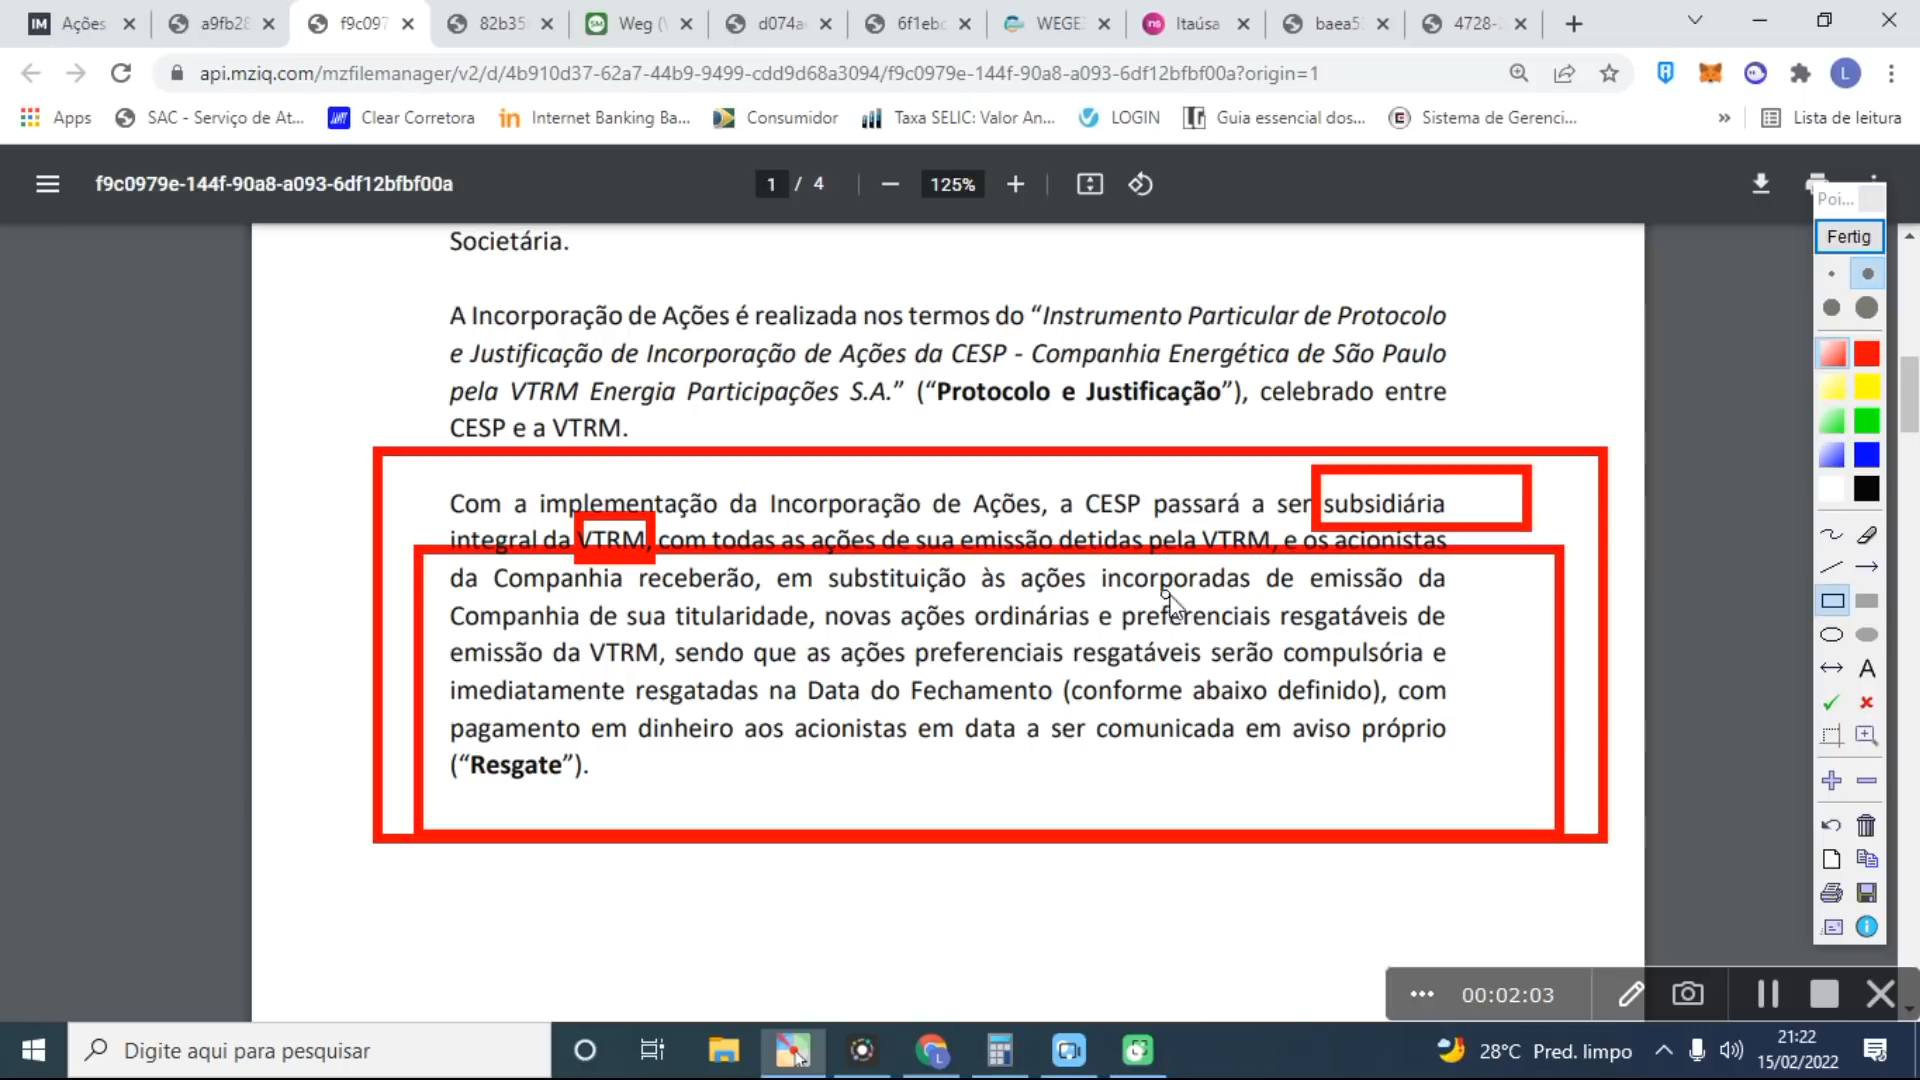 Ações
a9fb28
f9c097
82b35
Weg (
d074a
6f1ebc
WEGE
Itaúsa
baea5
4728-
api.mziq.com/mzfilemanager/v2/d/4b910d37-62a7-44b9-9499-cdd9d68a3094/f9c0979e-144f-90a8-a093-6df12bfbf00a?origin=1
L
Apps
SAC - Serviço de At...
Clear Corretora
in
Internet Banking Ba...
Consumidor
Taxa SELIC: Valor An...
LOGIN
Guia essencial dos...
Sistema de Gerenci...
»
Lista de leitura
f9c0979e-144f-90a8-a093-6df12bfbf00a
1 / 4
125%
Poi...
Fertig
Societária.
A Incorporação de Ações é realizada nos termos do “Instrumento Particular de Protocolo
e Justificação de Incorporação de Ações da CESP - Companhia Energética de São Paulo
pela VTRM Energia Participações S.A.” (“Protocolo e Justificação”), celebrado entre
CESP e a VTRM.
Com a implementação da Incorporação de Ações, a CESP passará a ser subsidiária
integral da VTRM, com todas as ações de sua emissão detidas pela VTRM, e os acionistas
da Companhia receberão, em substituição às ações incorporadas de emissão da
Companhia de sua titularidade, novas ações ordinárias e preferenciais resgatáveis de
emissão da VTRM, sendo que as ações preferenciais resgatáveis serão compulsória e
imediatamente resgatadas na Data do Fechamento (conforme abaixo definido), com
pagamento em dinheiro aos acionistas em data a ser comunicada em aviso próprio
(“Resgate”).
A
00:02:03
Digite aqui para pesquisar
28°C Pred. limpo
21:22
15/02/2022